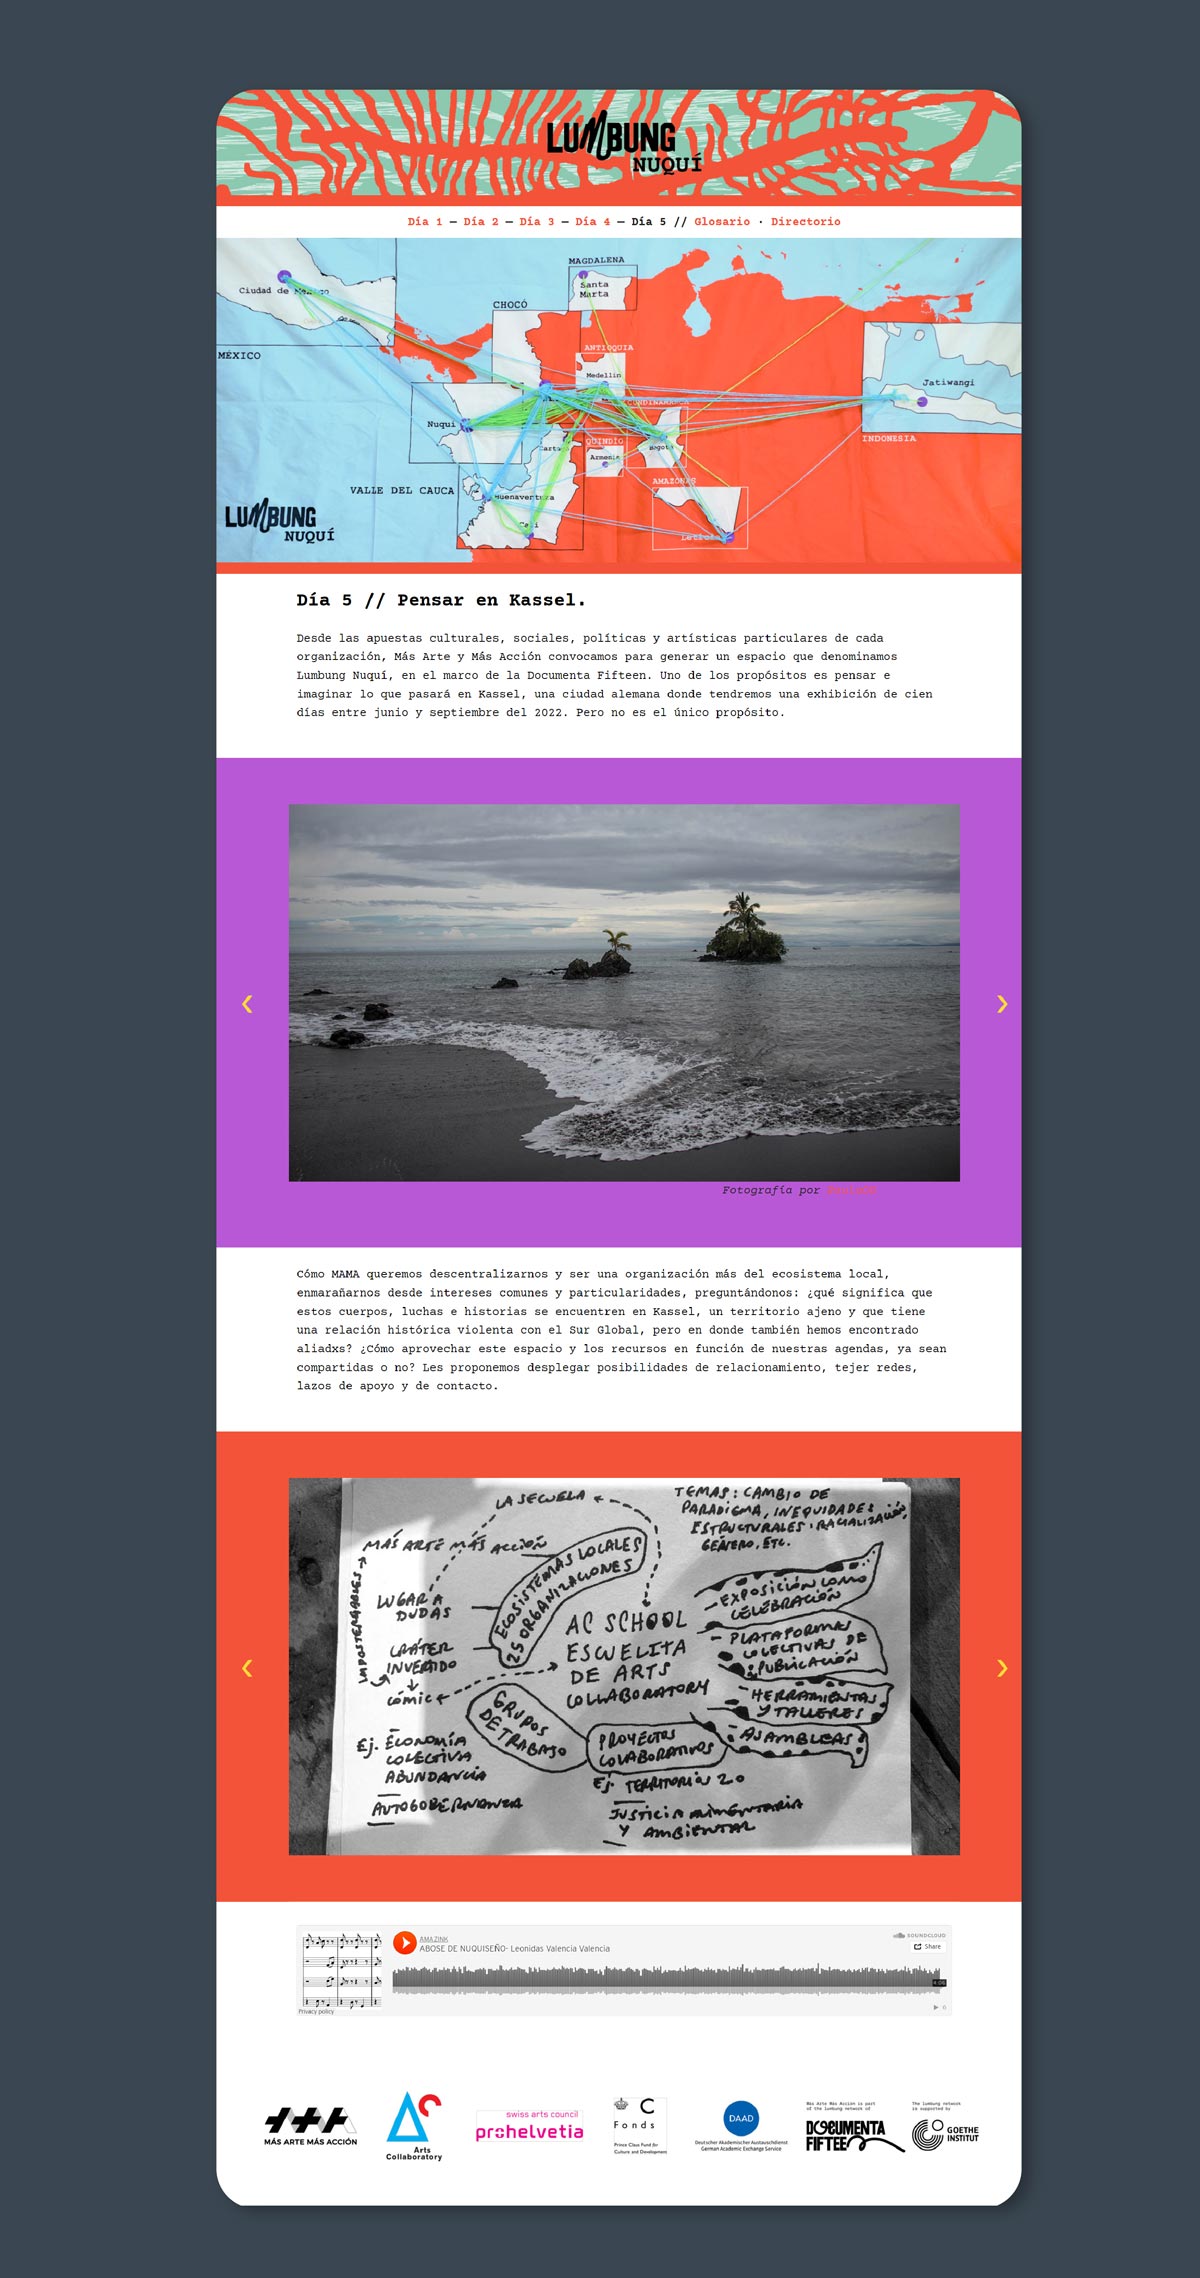 LUMBUNG
NUQUÍ
Día 1 — Día 2 — Día 3 — Día 4 — Día 5 // Glosario · Directorio
MAGDALENA
Santa
Marta
Ciudad de México
CHOCÓ
MÉXICO
ANTIOQUIA
Medellín
Jatiwangi
Nuquí
QUINDÍO
Bogotá
INDONESIA
Armenia
AMAZONAS
VALLE DEL CAUCA
Buenaventura
Cali
Leticia
LUMBUNG
NUQUÍ
Día 5 // Pensar en Kassel.
Desde las apuestas culturales, sociales, políticas y artísticas particulares de cada
organización, Más Arte y Más Acción convocamos para generar un espacio que denominamos
Lumbung Nuquí, en el marco de la Documenta Fifteen. Uno de los propósitos es pensar e
imaginar lo que pasará en Kassel, una ciudad alemana donde tendremos una exhibición de cien
días entre junio y septiembre del 2022. Pero no es el único propósito.
Fotografía por
Cómo MAMA queremos descentralizarnos y ser una organización más del ecosistema local,
enmarañarnos desde intereses comunes y particularidades, preguntándonos: ¿qué significa que
estos cuerpos, luchas e historias se encuentren en Kassel, un territorio ajeno y que tiene
una relación histórica violenta con el Sur Global, pero en donde también hemos encontrado
aliadxs? ¿Cómo aprovechar este espacio y los recursos en función de nuestras agendas, ya sean
compartidas o no? Les proponemos desplegar posibilidades de relacionamiento, tejer redes,
lazos de apoyo y de contacto.
LA SECUELA
TEMAS: CAMBIO DE
PARADIGMA, INEQUIDADES
ESTRUCTURALES: RACIALIZACIÓN,
GÉNERO, ETC.
MÁS ARTE MÁS ACCIÓN
ECOSISTEMAS LOCALES
25 ORGANIZACIONES
IMPOSTERGABLES
LUGAR A
DUDAS
CRÁTER
INVERTIDO
CÓMIC
AC SCHOOL
ESCUELITA
DE ARTS
COLLABORATORY
- EXPOSICIÓN COMO
CELEBRACIÓN
- PLATAFORMAS
COLECTIVAS DE
PUBLICACIÓN
- HERRAMIENTAS
Y TALLERES
- ASAMBLEAS
GRUPOS
DE TRABAJO
PROYECTOS
COLABORATIVOS
Ej. ECONOMÍA
COLECTIVA
ABUNDANCIA
AUTOGOBERNANZA
Ej. TERRITORIOS 2.0
JUSTICIA ALIMENTARIA
Y AMBIENTAL
AMAZINK
ABOSE DE NUQUISEÑO- Leonidas Valencia Valencia
SOUNDCLOUD
Share
Privacy policy
6
MÁS ARTE MÁS ACCIÓN
Arts
Collaboratory
swiss arts council
prohelvetia
C
Fonds
Prince Claus Fund for
Culture and Development
DAAD
Deutscher Akademischer Austauschdienst
German Academic Exchange Service
Más Arte Más Acción is part
of the lumbung network of
DOCUMENTA
FIFTEEN
The lumbung network
is supported by
GOETHE
INSTITUT